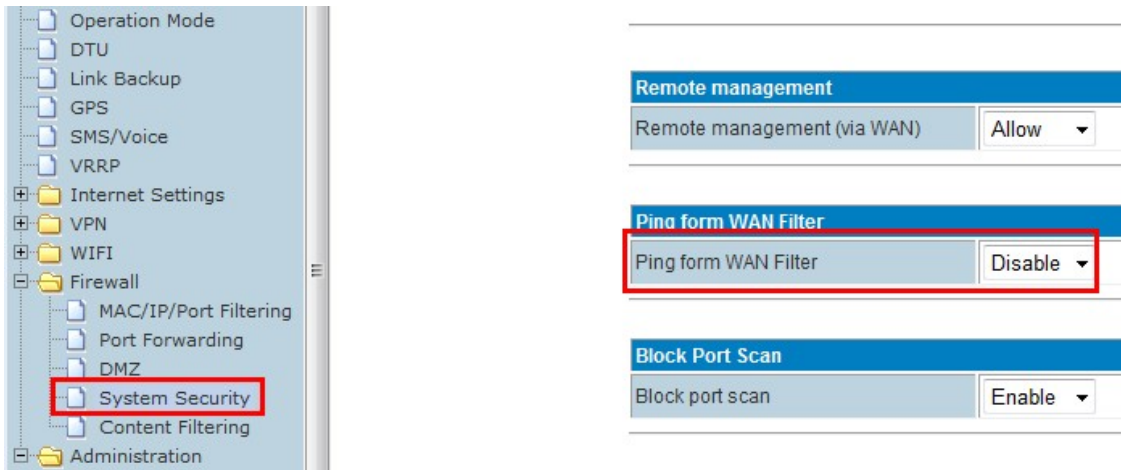 Operation Mode
DTU
Link Backup
GPS
SMS/Voice
VRRP
Internet Settings
VPN
WIFI
Firewall
MAC/IP/Port Filtering
Port Forwarding
DMZ
System Security
Content Filtering
Administration
Remote management
Remote management (via WAN) Allow
Ping form WAN Filter
Ping form WAN Filter Disable
Block Port Scan
Block port scan Enable